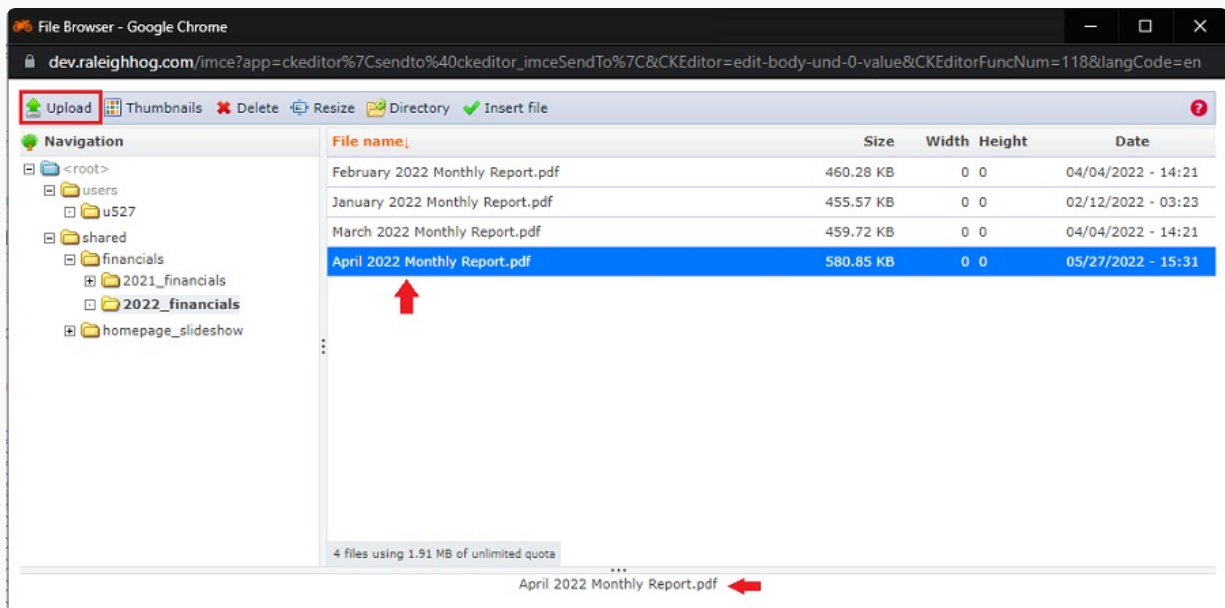 File Browser - Google Chrome
dev.raleighhog.com/imce?app=ckeditor%7Csendto%40ckeditor_imceSendTo%7C&CKEditor=edit-body-und-0-value&CKEditorFuncNum=118&langCode=en
Upload Thumbnails Delete Resize Directory Insert file ?
Navigation
<root>
users
u527
shared
financials
2021_financials
2022_financials
homepage_slideshow
File name↓ Size Width Height Date
February 2022 Monthly Report.pdf 460.28 KB 0 0 04/04/2022 - 14:21
January 2022 Monthly Report.pdf 455.57 KB 0 0 02/12/2022 - 03:23
March 2022 Monthly Report.pdf 459.72 KB 0 0 04/04/2022 - 14:21
April 2022 Monthly Report.pdf 580.85 KB 0 0 05/27/2022 - 15:31
4 files using 1.91 MB of unlimited quota
April 2022 Monthly Report.pdf